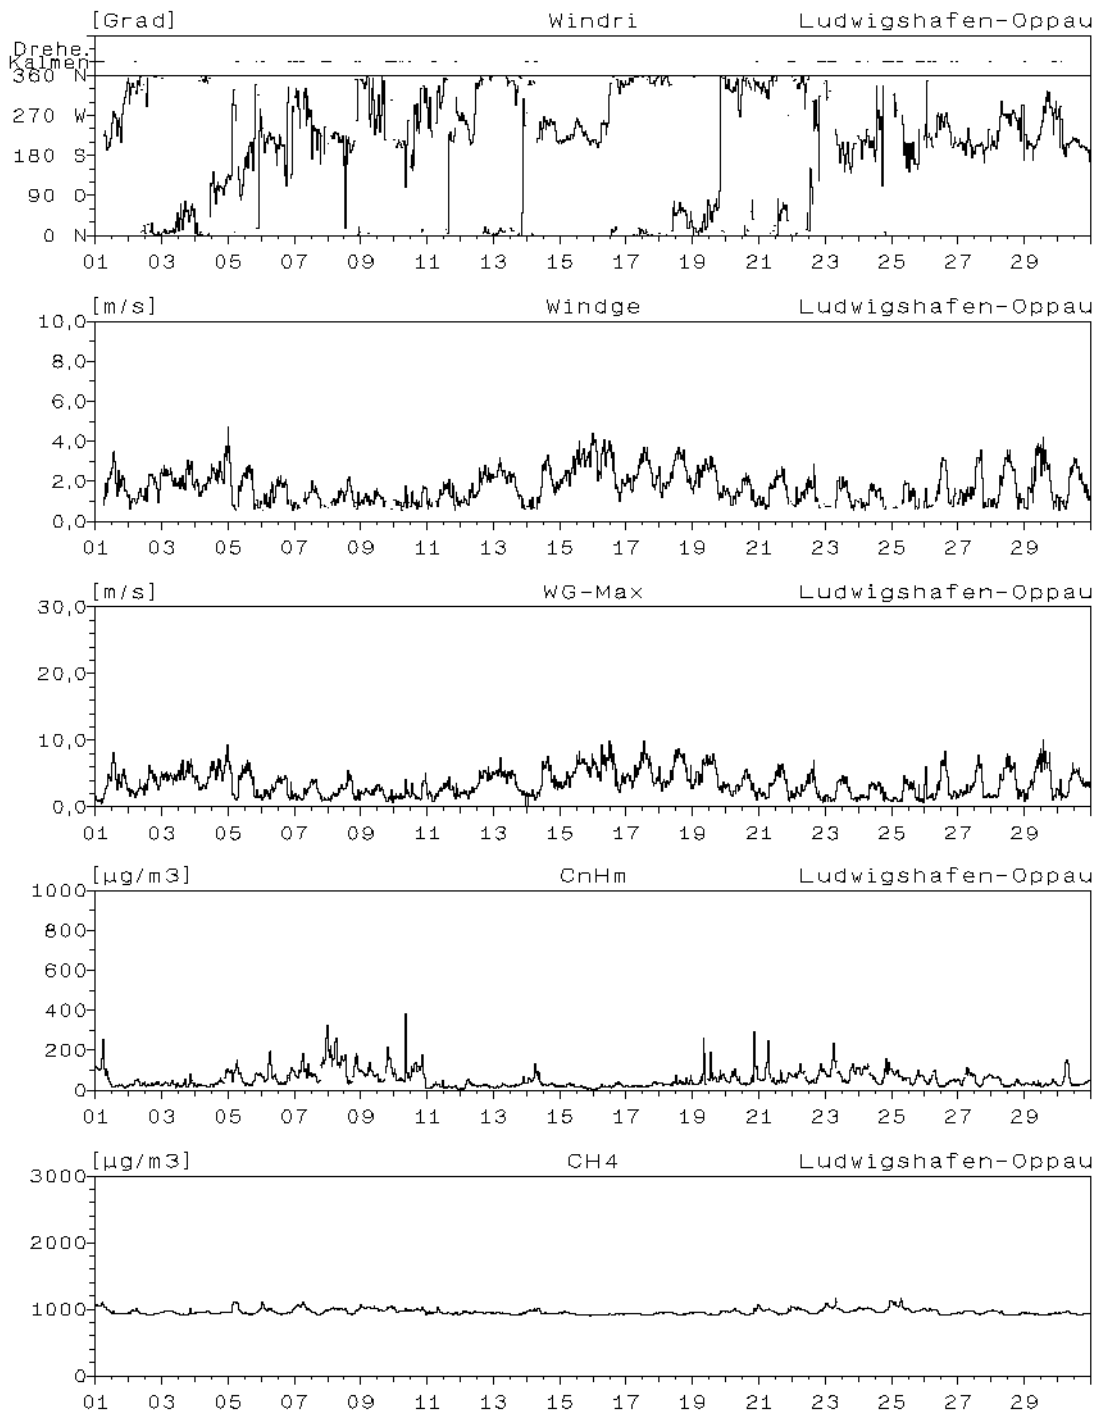 [Grad] Windri Ludwigshafen-Oppau
Drehe.
Kalmen
360 N
270 W
180 S
90 O
0 N
01 03 05 07 09 11 13 15 17 19 21 23 25 27 29
[m/s] Windge Ludwigshafen-Oppau
10,0
8,0
6,0
4,0
2,0
0,0
01 03 05 07 09 11 13 15 17 19 21 23 25 27 29
[m/s] WG-Max Ludwigshafen-Oppau
30,0
20,0
10,0
0,0
01 03 05 07 09 11 13 15 17 19 21 23 25 27 29
[µg/m3] CnHm Ludwigshafen-Oppau
1000
800
600
400
200
0
01 03 05 07 09 11 13 15 17 19 21 23 25 27 29
[µg/m3] CH4 Ludwigshafen-Oppau
3000
2000
1000
0
01 03 05 07 09 11 13 15 17 19 21 23 25 27 29